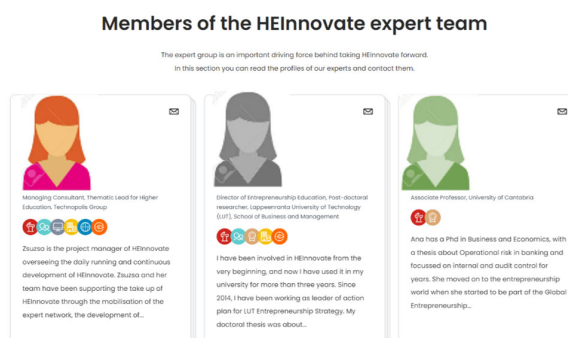 Members of the HEInnovate expert team
The expert group is an important driving force behind taking HEInnovate forward.
In this section you can read the profiles of our experts and contact them.
Managing Consultant, Thematic Lead for Higher
Education, Technopolis Group
Zsuzsa is the project manager of HEInnovate
overseeing the daily running and continuous
development of HEInnovate. Zsuzsa and her
team have been supporting the take up of
HEInnovate through the mobilisation of the
expert network, the development of...
Director of Entrepreneurship Education, Post-doctoral
researcher, Lappeenranta University of Technology
(LUT), School of Business and Management
I have been involved in HEInnovate from the
very beginning, and now I have used it in my
university for more than three years. Since
2014, I have been working as leader of action
plan for LUT Entrepreneurship Strategy. My
doctoral thesis was about...
Associate Professor, University of Cantabria
Ana has a Phd in Business and Economics, with
a thesis about Operational risk in banking and
focussed on internal and audit control for
years. She moved on to the entrepreneurship
world when she started to be part of the Global
Entrepreneurship...